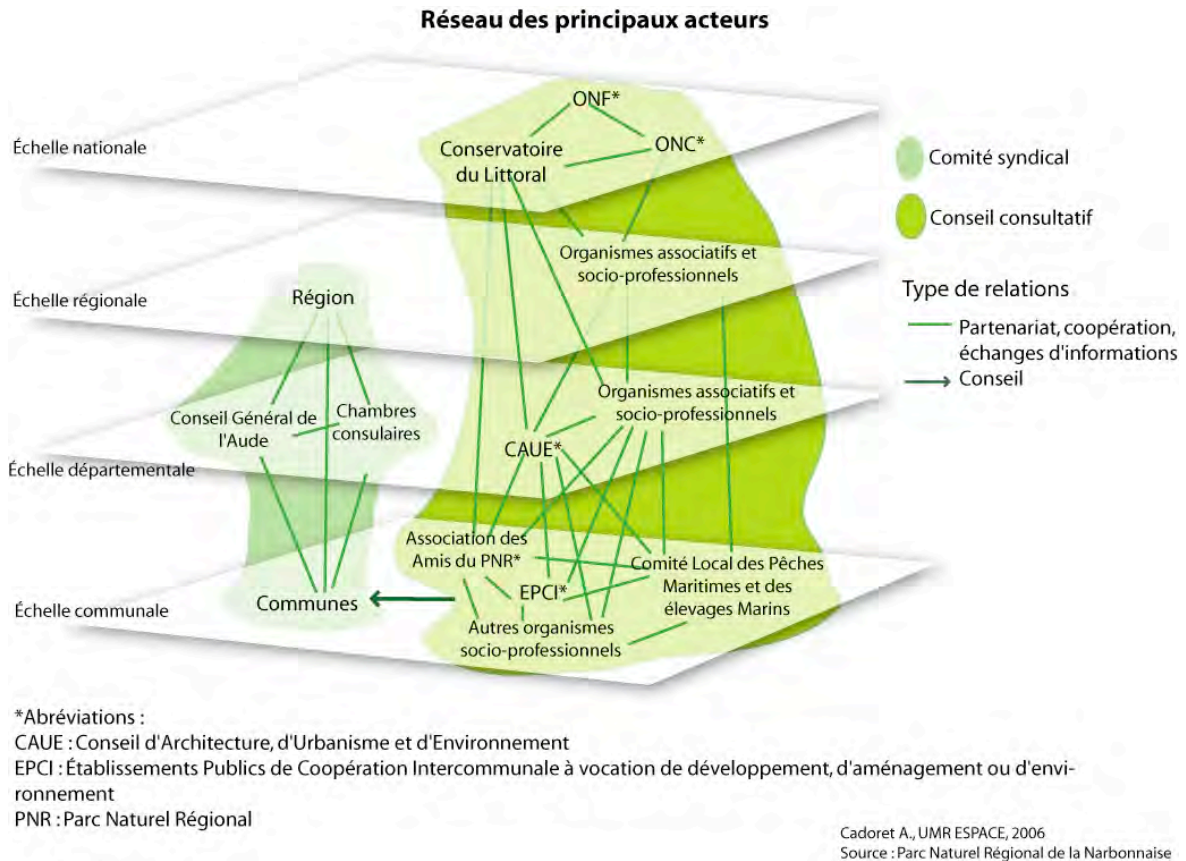 Réseau des principaux acteurs
ONF*
Échelle nationale
Conservatoire
du Littoral
ONC*
Comité syndical
Conseil consultatif
Organismes associatifs et
socio-professionnels
Échelle régionale
Région
Type de relations
Partenariat, coopération,
échanges d'informations
Conseil
Organismes associatifs et
socio-professionnels
Conseil Général de
l'Aude
Chambres
consulaires
CAUE*
Échelle départementale
Association des
Amis du PNR*
Comité Local des Pêches
Maritimes et des
élevages Marins
EPCI*
Échelle communale
Communes
Autres organismes
socio-professionnels
*Abréviations :
CAUE : Conseil d'Architecture, d'Urbanisme et d'Environnement
EPCI : Établissements Publics de Coopération Intercommunale à vocation de développement, d'aménagement ou d'envi-
ronnement
PNR : Parc Naturel Régional
Cadoret A., UMR ESPACE, 2006
Source : Parc Naturel Régional de la Narbonnaise